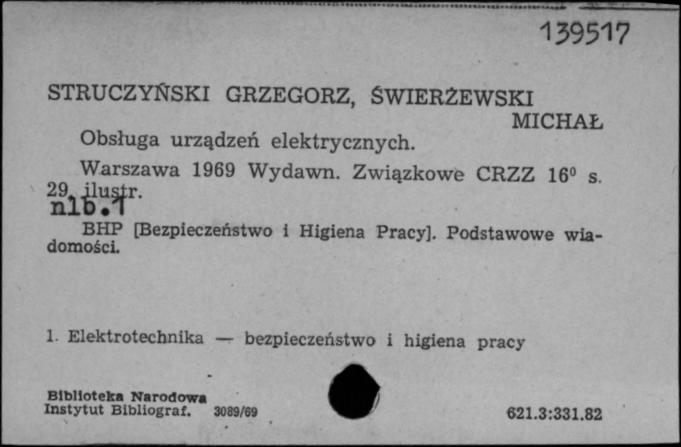 139517
STRUCZYŃSKI GRZEGORZ, ŚWIERŻEWSKI
MICHAŁ
Obsługa urządzeń elektrycznych.
Warszawa 1969 Wydawn. Związkowe CRZZ 16⁰ s.
29, ilustr.
nlb.1
BHP [Bezpieczeństwo i Higiena Pracy]. Podstawowe wia-
domości.
1. Elektrotechnika — bezpieczeństwo i higiena pracy
Biblioteka Narodowa
Instytut Bibliograf. 3089/69
621.3:331.82